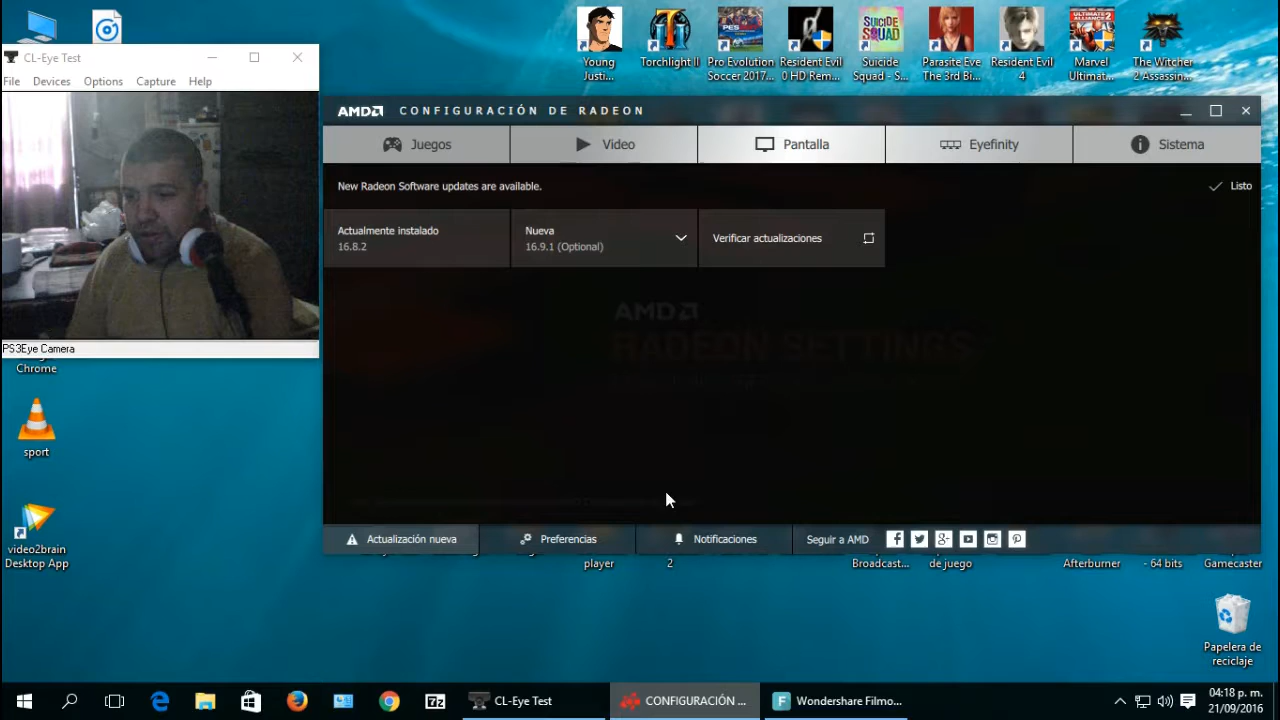 Young
Justi...
Torchlight II
Pro Evolution
Soccer 2017...
Resident Evil
0 HD Rem...
SUICIDE
SQUAD
Suicide
Squad - S...
Parasite Eve
The 3rd Bi...
Resident Evil
4
Marvel
Ultimat...
The Witcher
2 Assassin...
CL-Eye Test
File Devices Options Capture Help
PS3Eye Camera
Chrome
sport
video2brain
Desktop App
AMD CONFIGURACIÓN DE RADEON
Juegos Video Pantalla Eyefinity Sistema
New Radeon Software updates are available.
Listo
Actualmente instalado
16.8.2
Nueva
16.9.1 (Optional)
Verificar actualizaciones
AMD
RADEON SETTINGS
Actualización nueva Preferencias Notificaciones Seguir a AMD
player
2
Broadcast...
de juego
Afterburner
- 64 bits
Gamecaster
Papelera de
reciclaje
CL-Eye Test
CONFIGURACIÓN ...
Wondershare Filmo...
04:18 p. m.
21/09/2016